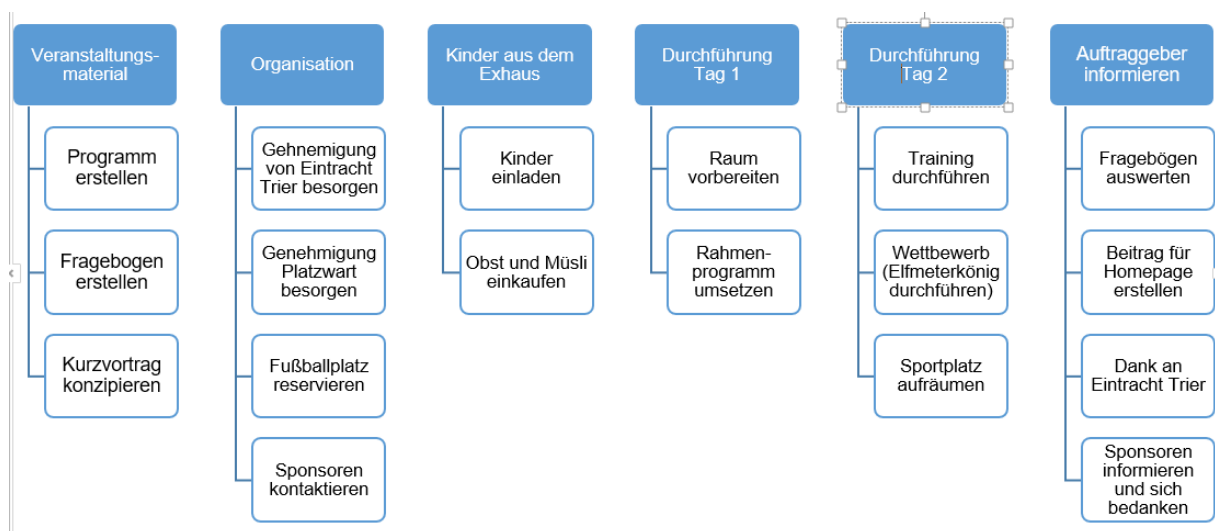 Veranstaltungs-
material
Programm
erstellen
Fragebogen
erstellen
Kurzvortrag
konzipieren
Organisation
Gehnemigung
von Eintracht
Trier besorgen
Genehmigung
Platzwart
besorgen
Fußballplatz
reservieren
Sponsoren
kontaktieren
Kinder aus dem
Exhaus
Kinder
einladen
Obst und Müsli
einkaufen
Durchführung
Tag 1
Raum
vorbereiten
Rahmen-
programm
umsetzen
Durchführung
Tag 2
Training
durchführen
Wettbewerb
(Elfmeterkönig
durchführen)
Sportplatz
aufräumen
Auftraggeber
informieren
Fragebögen
auswerten
Beitrag für
Homepage
erstellen
Dank an
Eintracht Trier
Sponsoren
informieren
und sich
bedanken